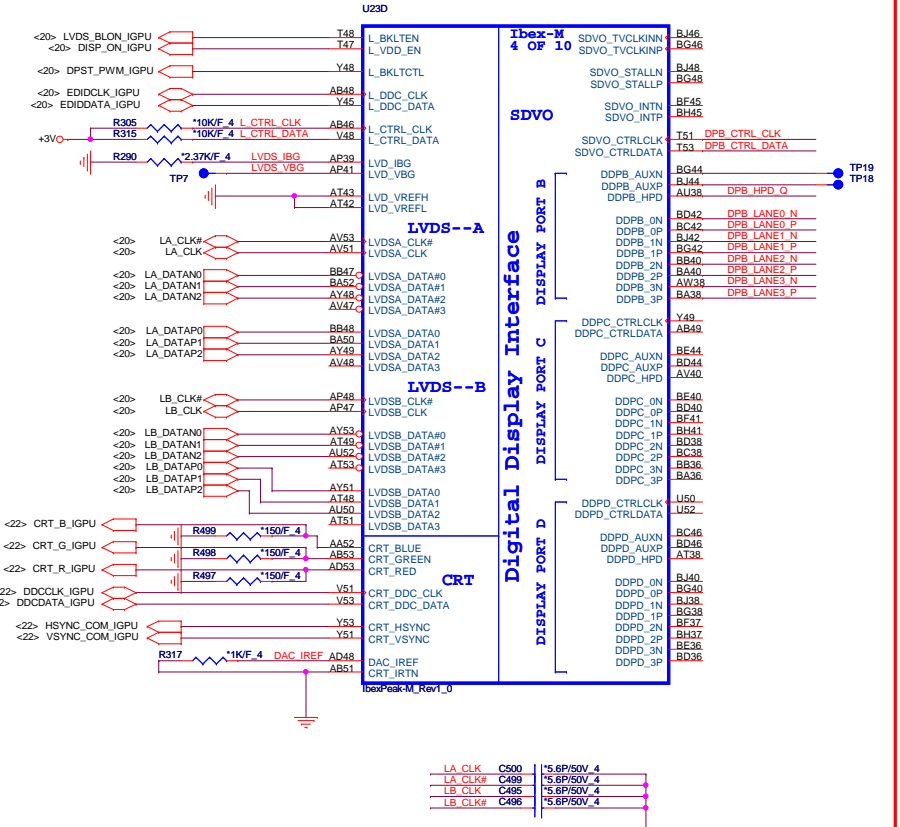 U23D
Ibex-M
4 OF 10
<20> LVDS_BLON_IGPU T48 L_BKLTEN
<20> DISP_ON_IGPU T47 L_VDD_EN
<20> DPST_PWM_IGPU Y48 L_BKLTCTL
<20> EDIDCLK_IGPU AB48 L_DDC_CLK
<20> EDIDDATA_IGPU Y45 L_DDC_DATA
R305 *10K/F_4 L_CTRL_CLK AB46 L_CTRL_CLK
+3V R315 *10K/F_4 L_CTRL_DATA V48 L_CTRL_DATA
R290 *2.37K/F_4 LVDS_IBG AP39 LVD_IBG
TP7 LVDS_VBG AP41 LVD_VBG
AT43 LVD_VREFH
AT42 LVD_VREFL
LVDS--A
<20> LA_CLK# AV53 LVDSA_CLK#
<20> LA_CLK AV51 LVDSA_CLK
<20> LA_DATAN0 BB47 LVDSA_DATA#0
<20> LA_DATAN1 BA52 LVDSA_DATA#1
<20> LA_DATAN2 AY48 LVDSA_DATA#2
AV47 LVDSA_DATA#3
<20> LA_DATAP0 BB48 LVDSA_DATA0
<20> LA_DATAP1 BA50 LVDSA_DATA1
<20> LA_DATAP2 AY49 LVDSA_DATA2
AV48 LVDSA_DATA3
LVDS--B
<20> LB_CLK# AP48 LVDSB_CLK#
<20> LB_CLK AP47 LVDSB_CLK
<20> LB_DATAN0 AY53 LVDSB_DATA#0
<20> LB_DATAN1 AT49 LVDSB_DATA#1
<20> LB_DATAN2 AU52 LVDSB_DATA#2
<20> LB_DATAP0 AT53 LVDSB_DATA#3
<20> LB_DATAP1
<20> LB_DATAP2
AY51 LVDSB_DATA0
AT48 LVDSB_DATA1
AU50 LVDSB_DATA2
AT51 LVDSB_DATA3
<22> CRT_B_IGPU R499 *150/F_4 AA52 CRT_BLUE
<22> CRT_G_IGPU R498 *150/F_4 AB53 CRT_GREEN
<22> CRT_R_IGPU R497 *150/F_4 AD53 CRT_RED
CRT
22> DDCCLK_IGPU V51 CRT_DDC_CLK
2> DDCDATA_IGPU V53 CRT_DDC_DATA
<22> HSYNC_COM_IGPU Y53 CRT_HSYNC
<22> VSYNC_COM_IGPU Y51 CRT_VSYNC
R317 *1K/F_4 DAC_IREF AD48 DAC_IREF
AB51 CRT_IRTN
IbexPeak-M_Rev1_0
Digital Display Interface
SDVO
SDVO_TVCLKINN BJ46
SDVO_TVCLKINP BG46
SDVO_STALLN BJ48
SDVO_STALLP BG48
SDVO_INTN BF45
SDVO_INTP BH45
SDVO_CTRLCLK T51 DPB_CTRL_CLK
SDVO_CTRLDATA T53 DPB_CTRL_DATA
DISPLAY PORT B
DDPB_AUXN BG44 TP19
DDPB_AUXP BJ44 TP18
DDPB_HPD AU38 DPB_HPD_Q
DDPB_0N BD42 DPB_LANE0_N
DDPB_0P BC42 DPB_LANE0_P
DDPB_1N BJ42 DPB_LANE1_N
DDPB_1P BG42 DPB_LANE1_P
DDPB_2N BB40 DPB_LANE2_N
DDPB_2P BA40 DPB_LANE2_P
DDPB_3N AW38 DPB_LANE3_N
DDPB_3P BA38 DPB_LANE3_P
DISPLAY PORT C
DDPC_CTRLCLK Y49
DDPC_CTRLDATA AB49
DDPC_AUXN BE44
DDPC_AUXP BD44
DDPC_HPD AV40
DDPC_0N BE40
DDPC_0P BD40
DDPC_1N BF41
DDPC_1P BH41
DDPC_2N BD38
DDPC_2P BC38
DDPC_3N BB36
DDPC_3P BA36
DISPLAY PORT D
DDPD_CTRLCLK U50
DDPD_CTRLDATA U52
DDPD_AUXN BC46
DDPD_AUXP BD46
DDPD_HPD AT38
DDPD_0N BJ40
DDPD_0P BG40
DDPD_1N BJ38
DDPD_1P BG38
DDPD_2N BF37
DDPD_2P BH37
DDPD_3N BE36
DDPD_3P BD36
LA_CLK C500 *5.6P/50V_4
LA_CLK# C499 *5.6P/50V_4
LB_CLK C495 *5.6P/50V_4
LB_CLK# C496 *5.6P/50V_4